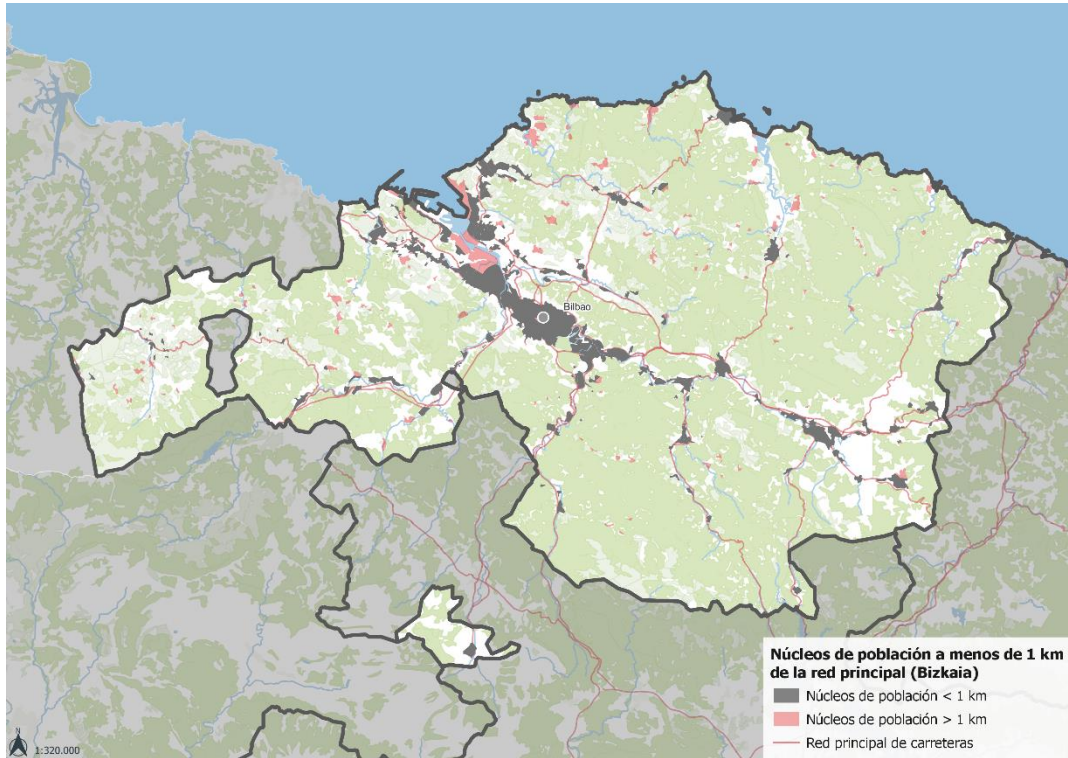 Bilbao
Núcleos de población a menos de 1 km
de la red principal (Bizkaia)
Núcleos de población < 1 km
Núcleos de población > 1 km
Red principal de carreteras
N
1:320.000